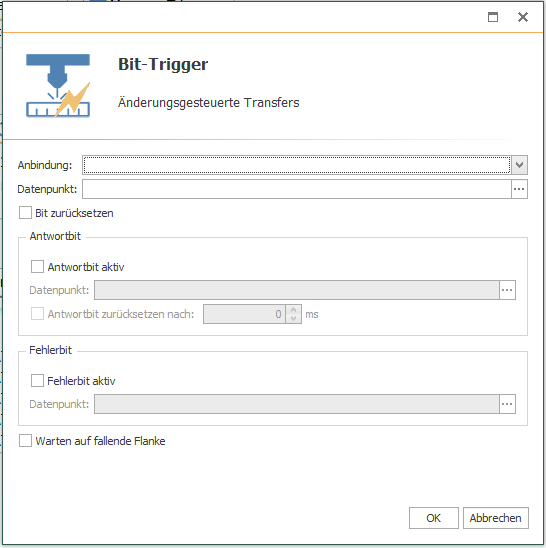 Bit-Trigger
Änderungsgesteuerte Transfers
Anbindung:
Datenpunkt: ...
Bit zurücksetzen
Antwortbit
Antwortbit aktiv
Datenpunkt: ...
Antwortbit zurücksetzen nach: 0 ms
Fehlerbit
Fehlerbit aktiv
Datenpunkt: ...
Warten auf fallende Flanke
OK Abbrechen